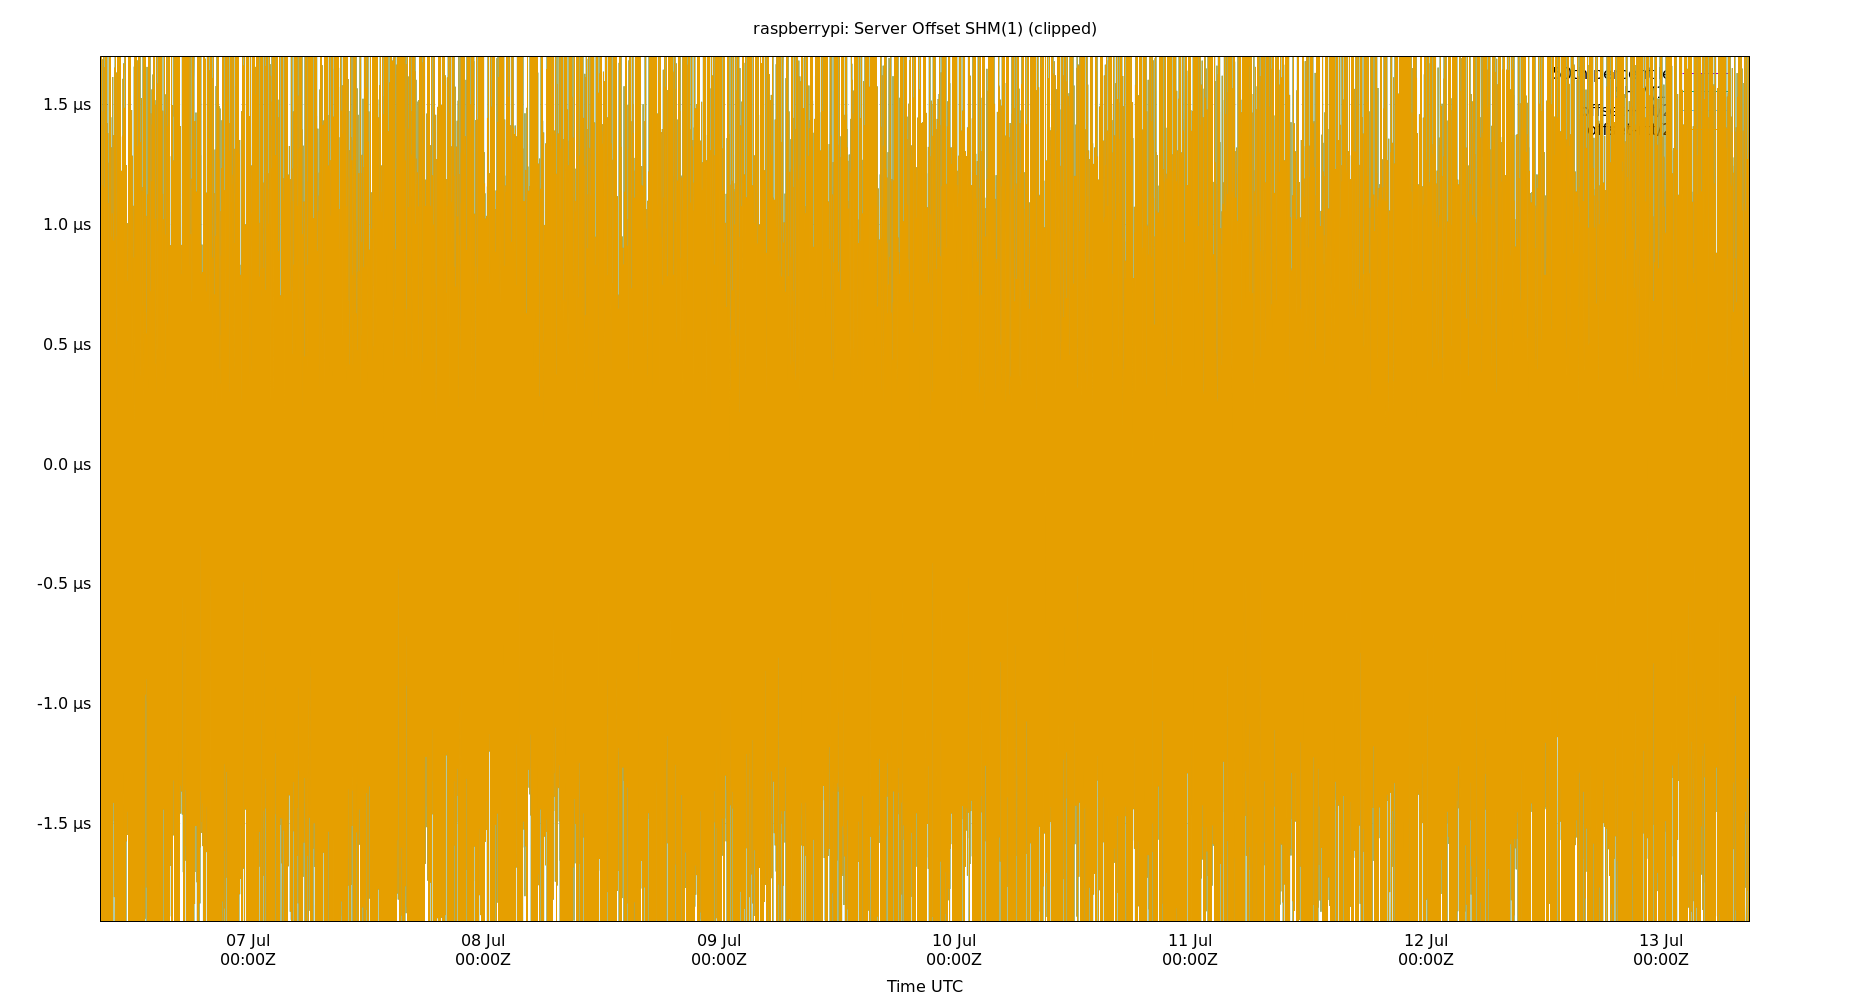 raspberrypi: Server Offset SHM(1) (clipped)
1.5 µs
1.0 µs
0.5 µs
0.0 µs
-0.5 µs
-1.0 µs
-1.5 µs
07 Jul
00:00Z
08 Jul
00:00Z
09 Jul
00:00Z
10 Jul
00:00Z
11 Jul
00:00Z
12 Jul
00:00Z
13 Jul
00:00Z
Time UTC